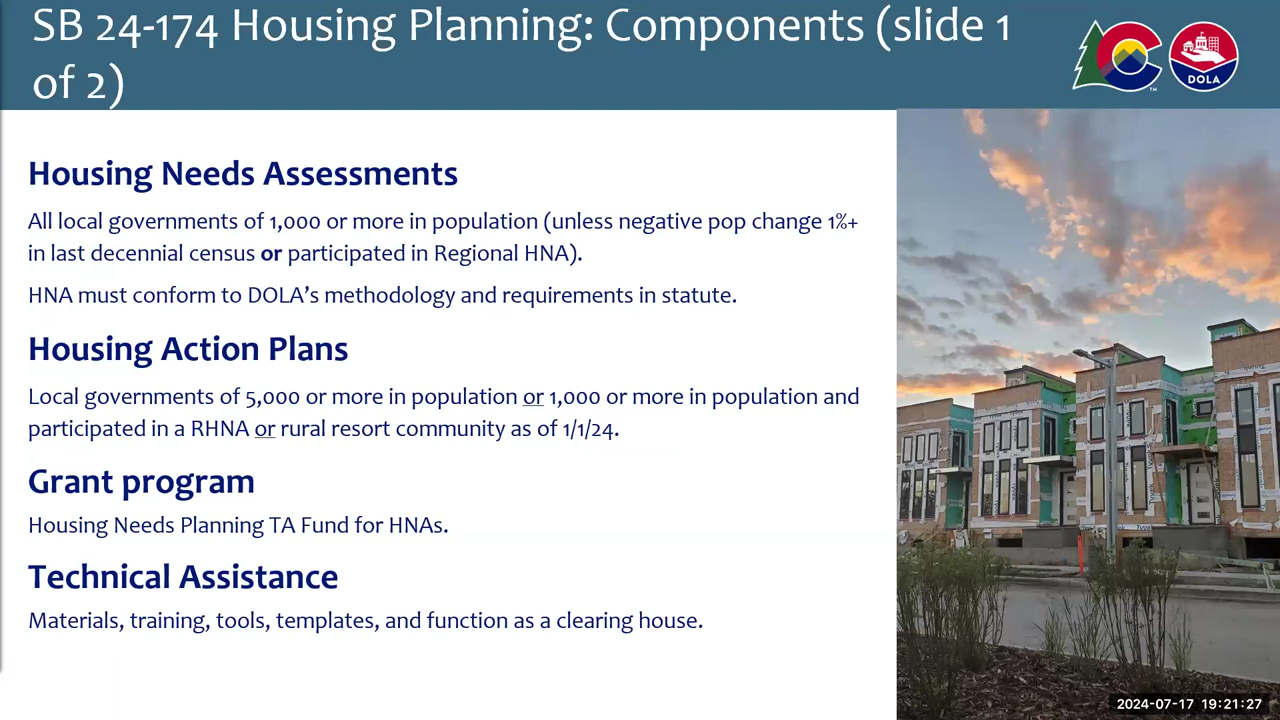 SB 24-174 Housing Planning: Components (slide 1
of 2)
TM
DOLA
Housing Needs Assessments
All local governments of 1,000 or more in population (unless negative pop change 1%+
in last decennial census or participated in Regional HNA).
HNA must conform to DOLA’s methodology and requirements in statute.
Housing Action Plans
Local governments of 5,000 or more in population or 1,000 or more in population and
participated in a RHNA or rural resort community as of 1/1/24.
Grant program
Housing Needs Planning TA Fund for HNAs.
Technical Assistance
Materials, training, tools, templates, and function as a clearing house.
2024-07-17 19:21:27